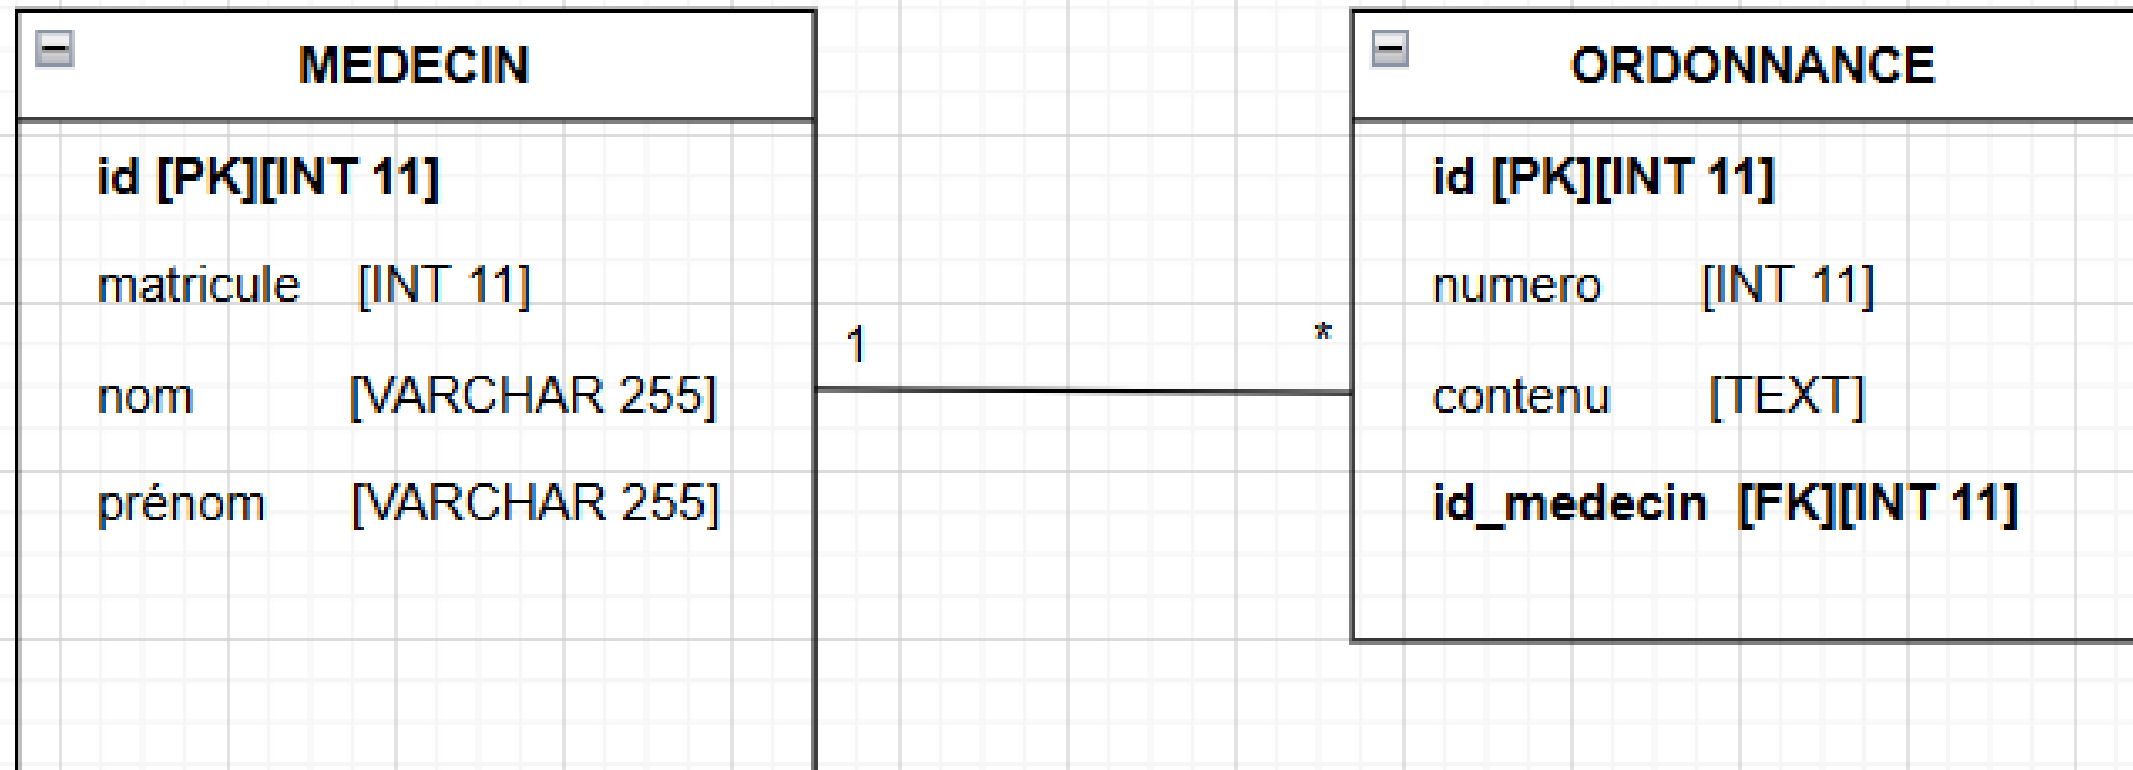 MEDECIN
id [PK][INT 11]
matricule [INT 11]
nom [VARCHAR 255]
prénom [VARCHAR 255]
1
*
ORDONNANCE
id [PK][INT 11]
numero [INT 11]
contenu [TEXT]
id_medecin [FK][INT 11]